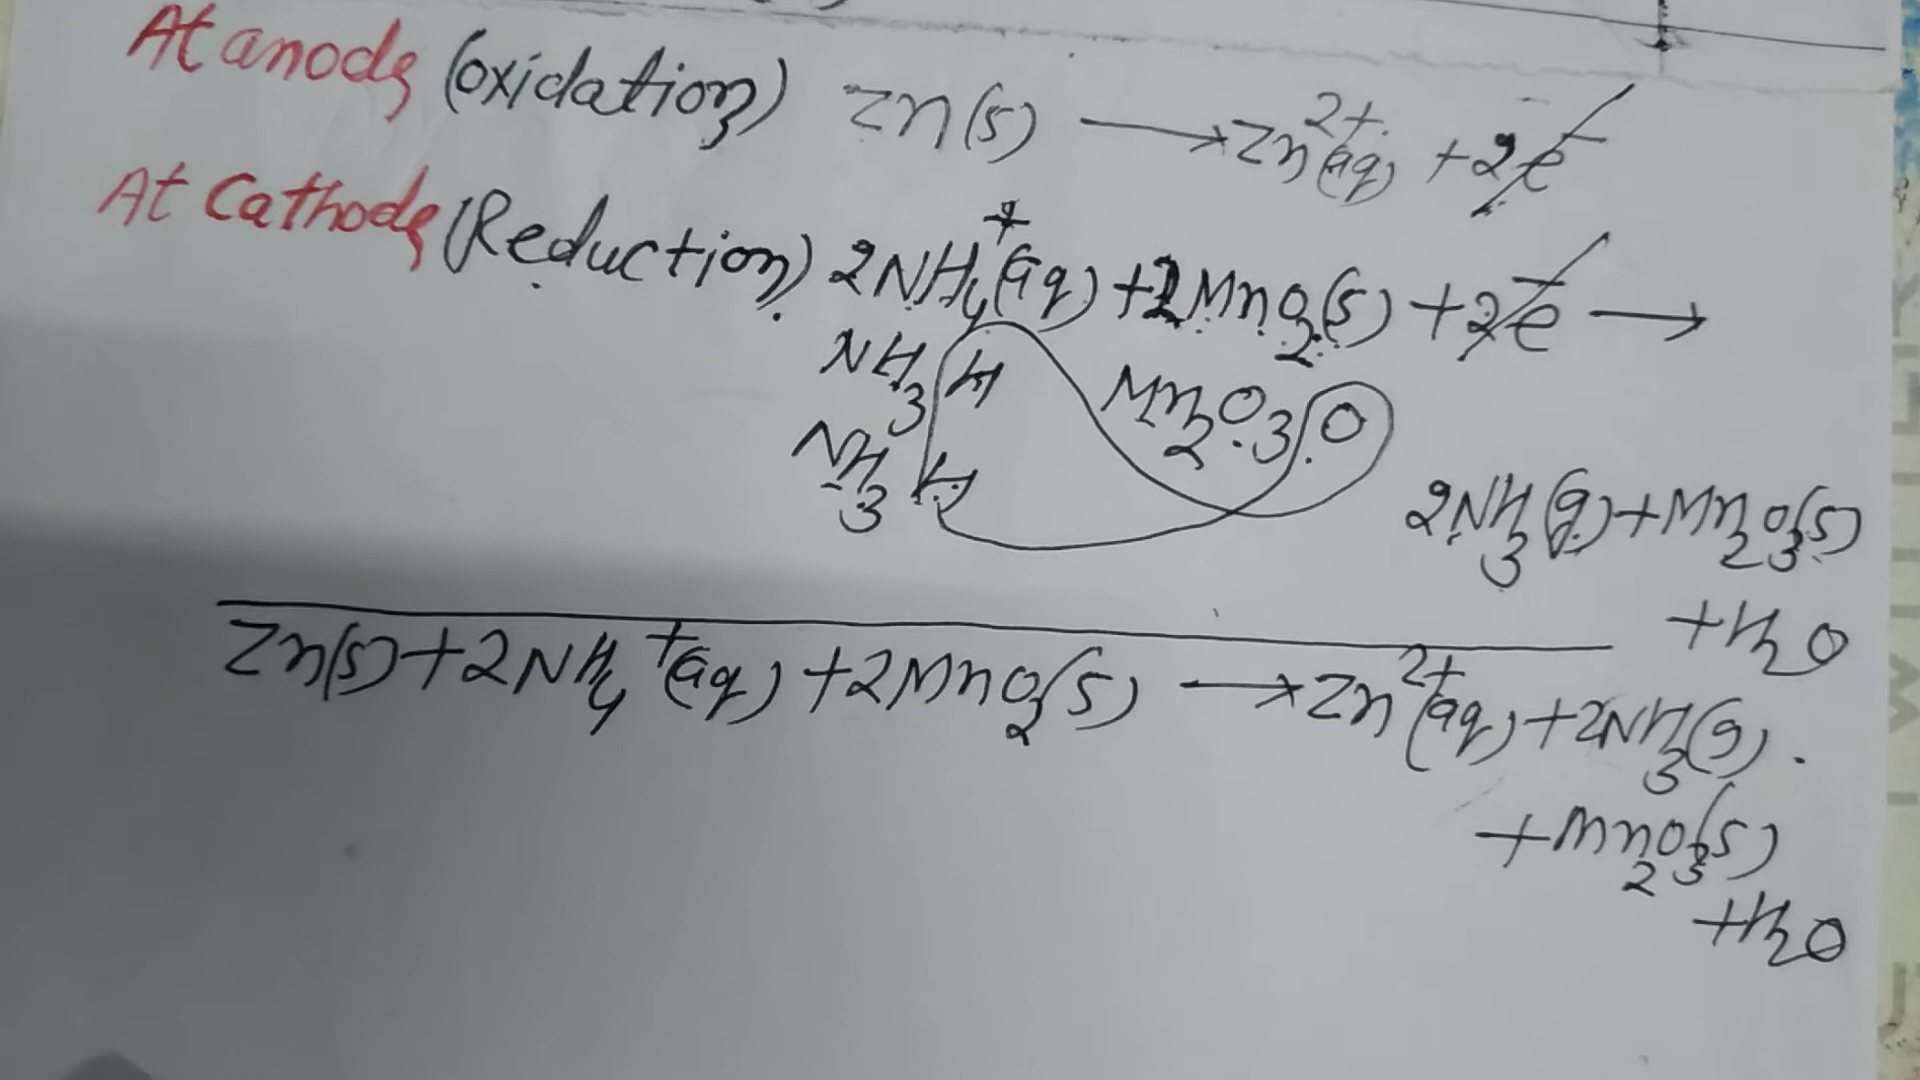 At anode (oxidation) Zn(s) → Zn²⁺(aq) + 2e⁻
At Cathode (Reduction) 2NH₄⁺(aq) + 2MnO₂(s) + 2e⁻ →
NH₃ H Mn₂O₃ O
NH₃ H
2NH₃(g) + Mn₂O₃(s)
+ H₂O
Zn(s) + 2NH₄⁺(aq) + 2MnO₂(s) → Zn²⁺(aq) + 2NH₃(g).
+ Mn₂O₃(s)
+ H₂O